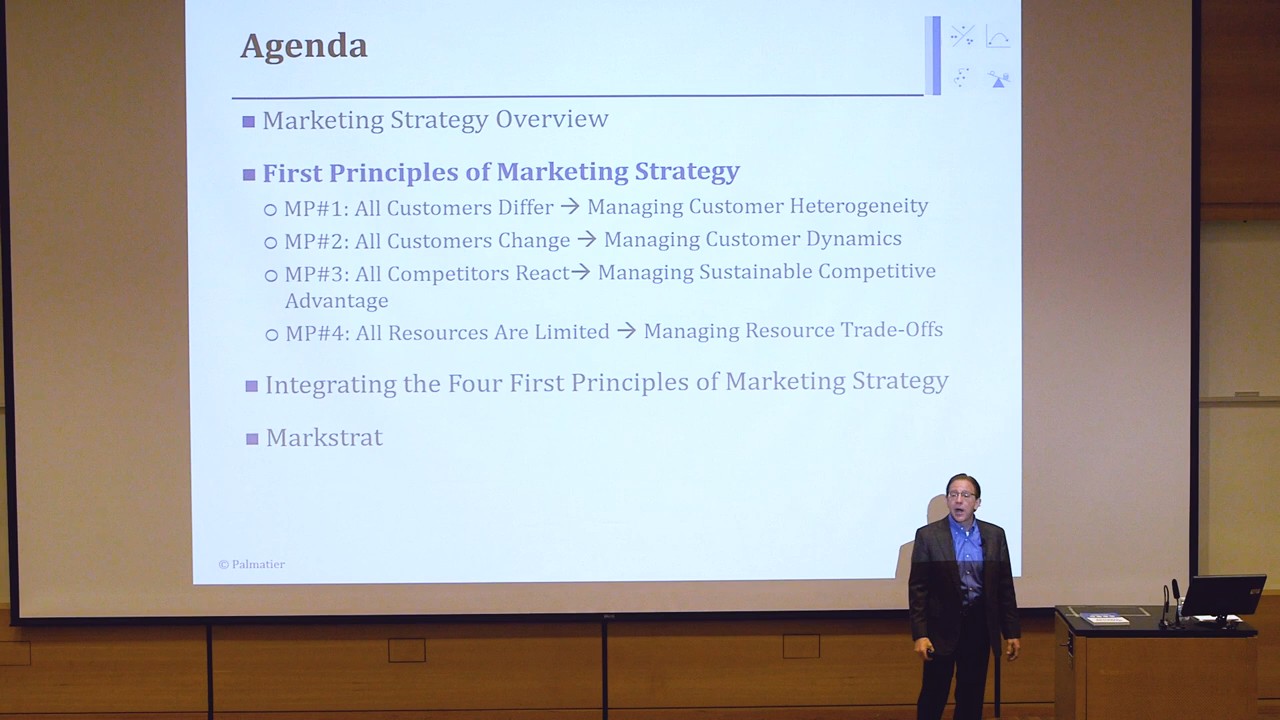 Agenda
■ Marketing Strategy Overview
■ First Principles of Marketing Strategy
○ MP#1: All Customers Differ → Managing Customer Heterogeneity
○ MP#2: All Customers Change → Managing Customer Dynamics
○ MP#3: All Competitors React→ Managing Sustainable Competitive
Advantage
○ MP#4: All Resources Are Limited → Managing Resource Trade-Offs
■ Integrating the Four First Principles of Marketing Strategy
■ Markstrat
© Palmatier